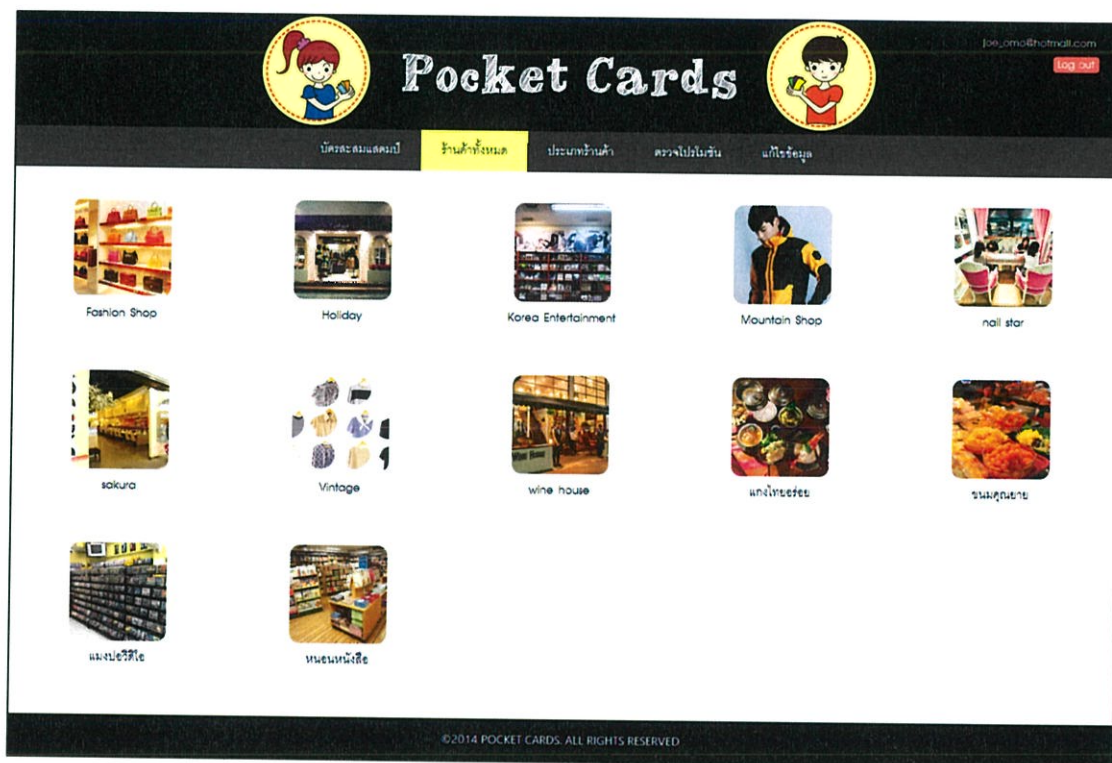 Pocket Cards
joe_omo@hotmail.com
Log out
บัตรสะสมแสตมป์ ร้านค้าทั้งหมด ประเภทร้านค้า ตรวจโปรโมชัน แก้ไขข้อมูล
Fashion Shop Holiday Korea Entertainment Mountain Shop nail star
sakura Vintage wine house แกงไทยอร่อย ขนมคุณยาย
แมงป่อวิดีโอ หนอนหนังสือ
©2014 POCKET CARDS. ALL RIGHTS RESERVED